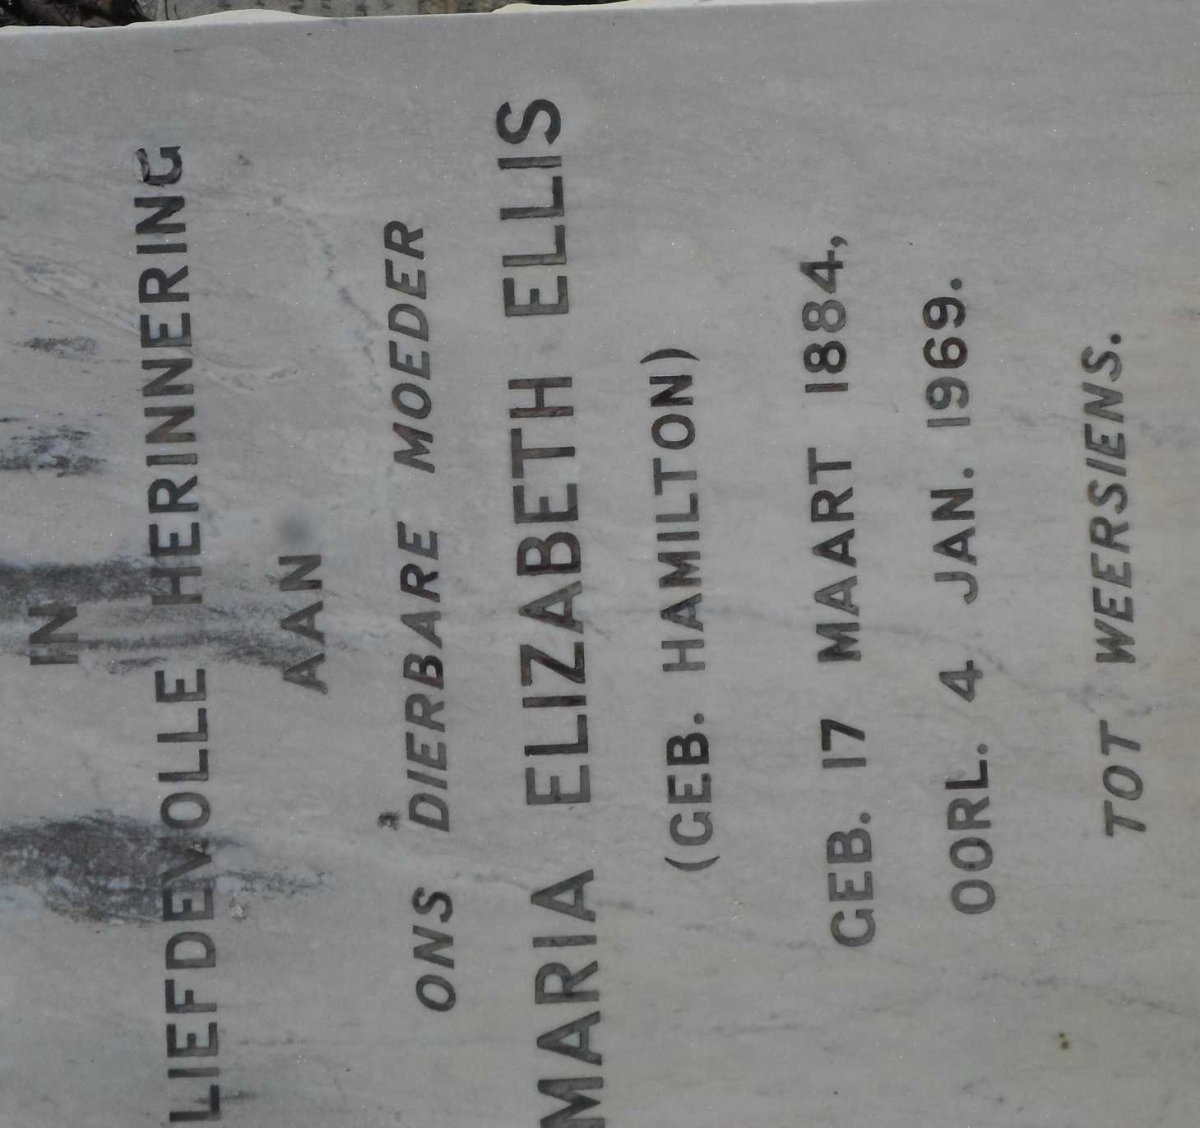 IN
LIEFDEVOLLE HERINNERING
AAN
ONS DIERBARE MOEDER
MARIA ELIZABETH ELLIS
(GEB. HAMILTON)
GEB. 17 MAART 1884,
OORL. 4 JAN. 1969.
TOT WEERSIENS.